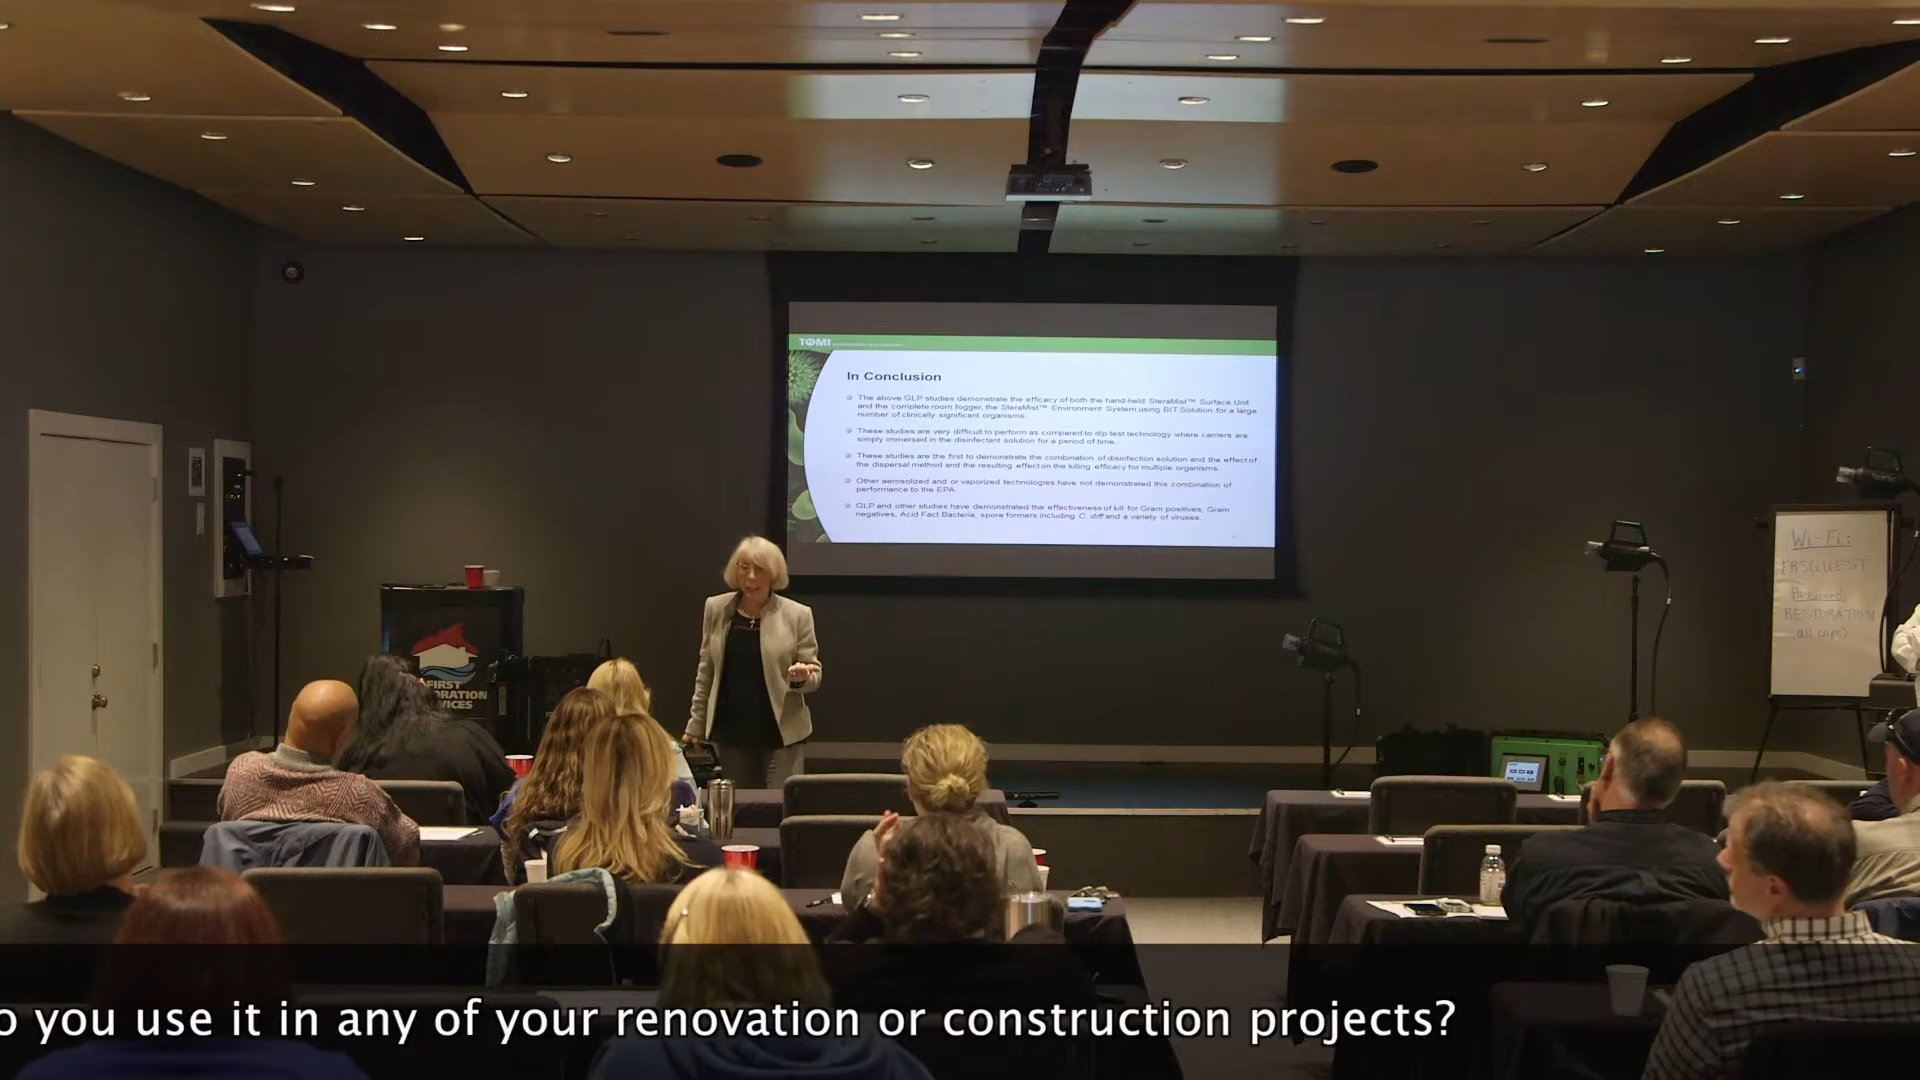 TOMI
In Conclusion
The above GLP studies demonstrate the efficacy of both the hand-held SteraMist™ Surface Unit
and the complete room fogger, the SteraMist™ Environment System using BIT Solution for a large
number of clinically significant organisms.
These studies are very difficult to perform as compared to dip test technology where carriers are
simply immersed in the disinfectant solution for a period of time.
These studies are the first to demonstrate the combination of disinfection solution and the effect of
the dispersal method and the resulting effect on the killing efficacy for multiple organisms.
Other aerosolized and or vaporized technologies have not demonstrated this combination of
performance to the EPA.
GLP and other studies have demonstrated the effectiveness of kill for Gram positives, Gram
negatives, Acid Fact Bacteria, spore formers including C. diff and a variety of viruses.
Wi-Fi:
FRSGUEST
Password:
RESTORATION
(all caps)
FIRST
ORATION
VICES
o you use it in any of your renovation or construction projects?